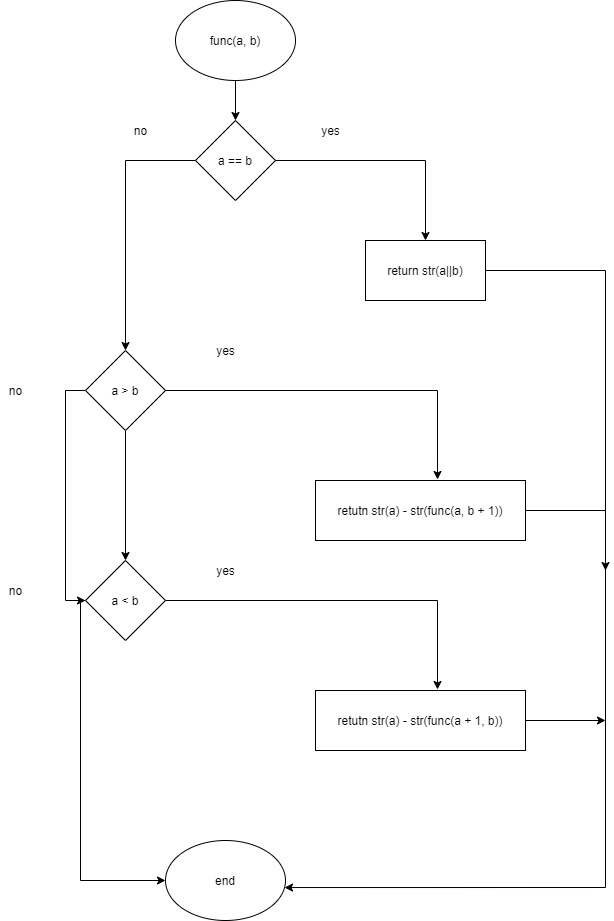 func(a, b)
no
yes
a == b
return str(a||b)
yes
no
a > b
retutn str(a) - str(func(a, b + 1))
yes
no
a < b
retutn str(a) - str(func(a + 1, b))
end